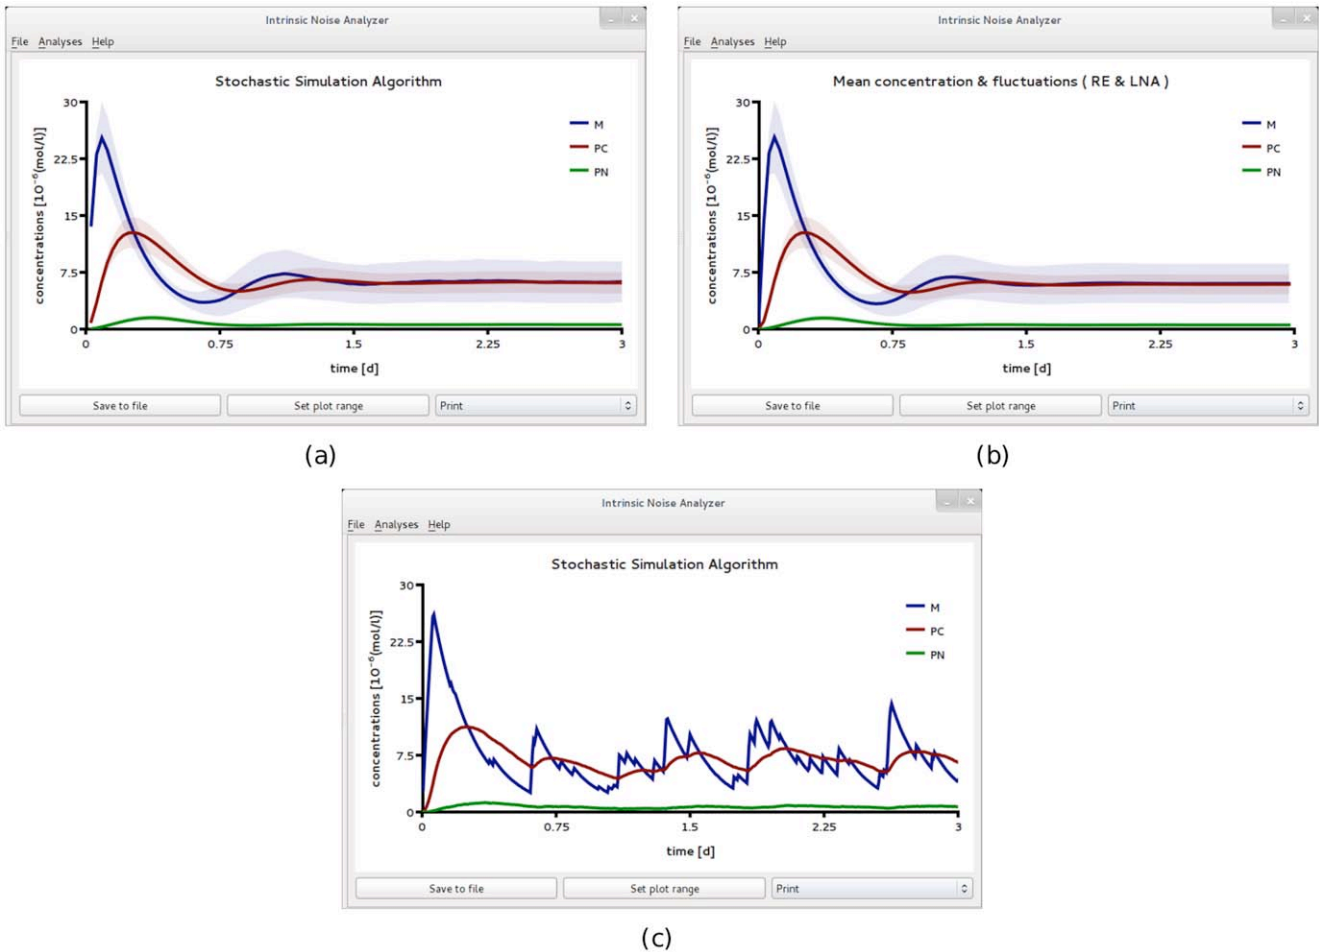 Intrinsic Noise Analyzer
File Analyses Help
Stochastic Simulation Algorithm
concentrations [10⁻⁶(mol/l)]
30
22.5
15
7.5
0
M
PC
PN
0 0.75 1.5 2.25 3
time [d]
Save to file Set plot range Print
(a)
Intrinsic Noise Analyzer
File Analyses Help
Mean concentration & fluctuations ( RE & LNA )
concentrations [10⁻⁶(mol/l)]
30
22.5
15
7.5
0
M
PC
PN
0 0.75 1.5 2.25 3
time [d]
Save to file Set plot range Print
(b)
Intrinsic Noise Analyzer
File Analyses Help
Stochastic Simulation Algorithm
concentrations [10⁻⁶(mol/l)]
30
22.5
15
7.5
0
M
PC
PN
0 0.75 1.5 2.25 3
time [d]
Save to file Set plot range Print
(c)